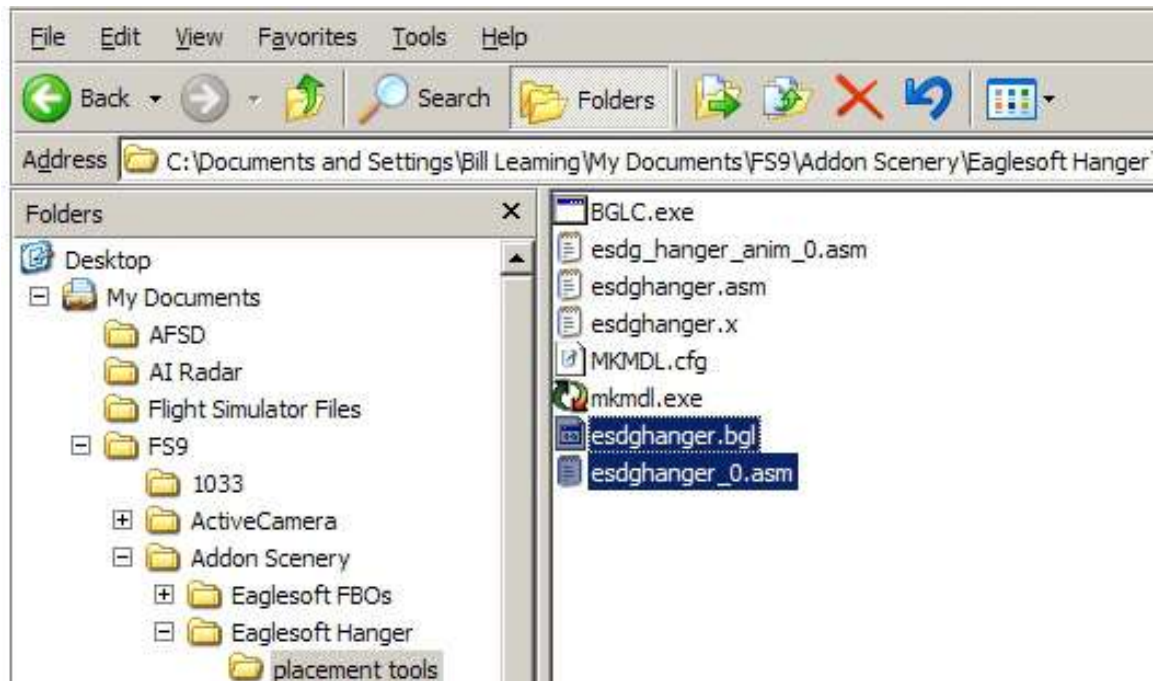 File Edit View Favorites Tools Help
Back Search Folders
Address C:\Documents and Settings\Bill Leaming\My Documents\FS9\Addon Scenery\Eaglesoft Hanger\
Folders
Desktop
My Documents
AFSD
AI Radar
Flight Simulator Files
FS9
1033
ActiveCamera
Addon Scenery
Eaglesoft FBOs
Eaglesoft Hanger
placement tools
BGLC.exe
esdg_hanger_anim_0.asm
esdghanger.asm
esdghanger.x
MKMDL.cfg
mkmdl.exe
esdghanger.bgl
esdghanger_0.asm